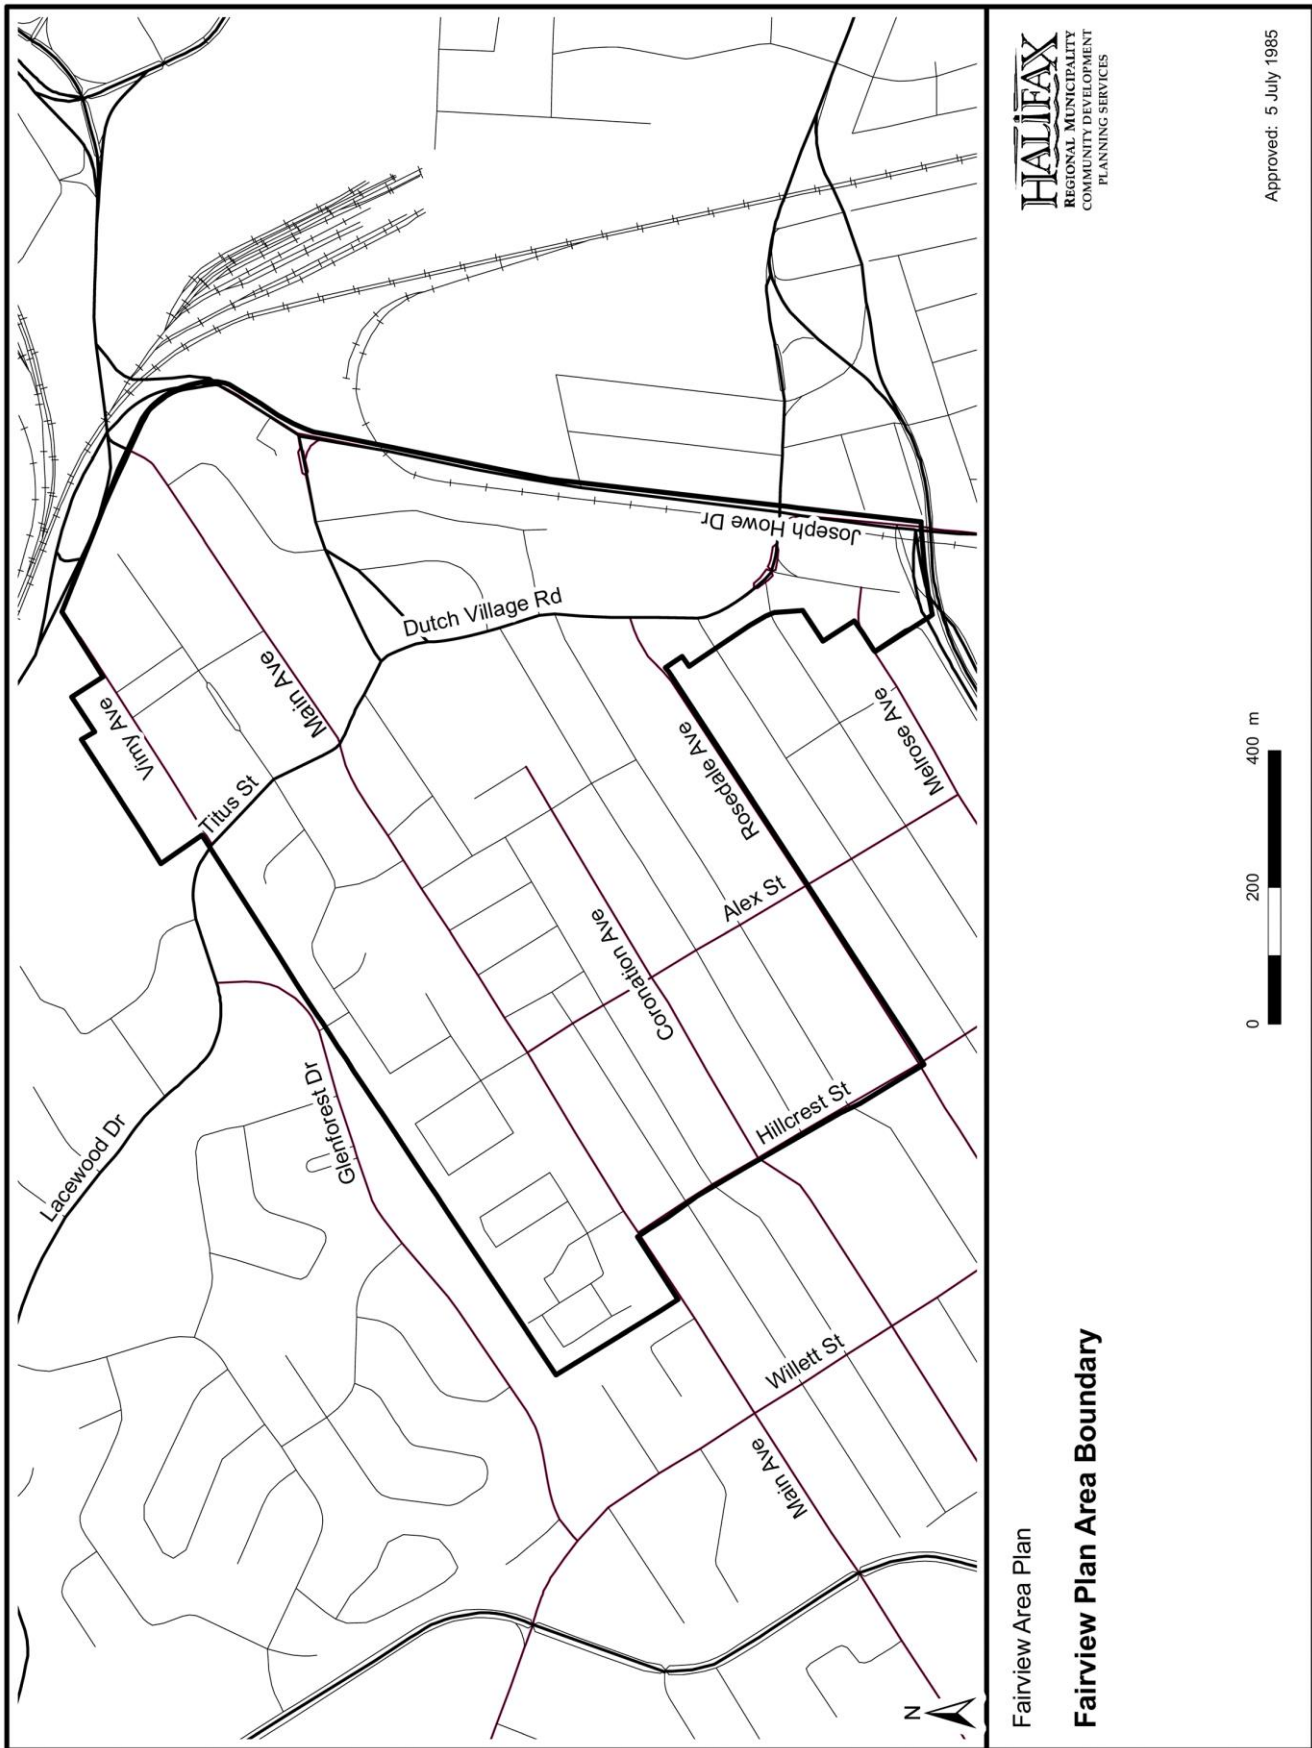 Lacewood Dr
Glenforest Dr
Titus St
Vimy Ave
Main Ave
Dutch Village Rd
Joseph Howe Dr
Willett St
Main Ave
Hillcrest St
Coronation Ave
Alex St
Rosedale Ave
Melrose Ave
N
Fairview Area Plan
Fairview Plan Area Boundary
0 200 400 m
HALIFAX
REGIONAL MUNICIPALITY
COMMUNITY DEVELOPMENT
PLANNING SERVICES
Approved: 5 July 1985